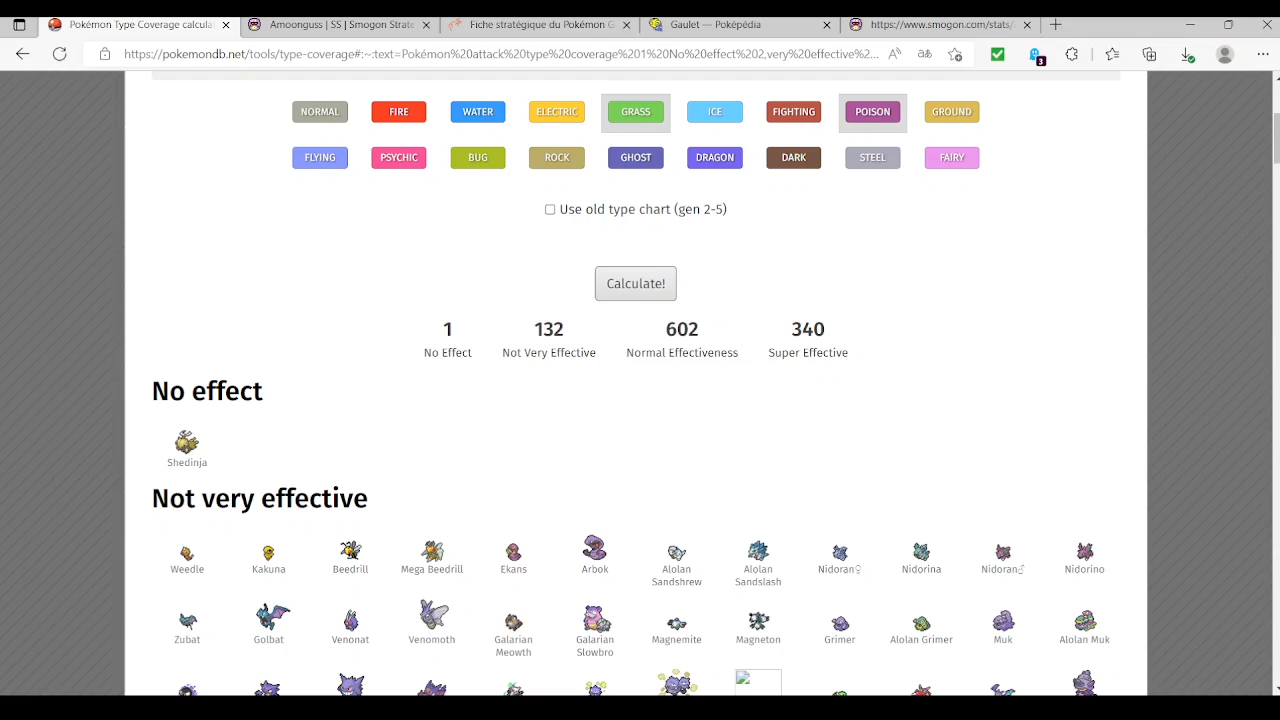 Pokémon Type Coverage calcula
Amoonguss | SS | Smogon Strate
Fiche stratégique du Pokémon G
Gaulet — Poképédia
https://www.smogon.com/stats/
https://pokemondb.net/tools/type-coverage#:~:text=Pokémon%20attack%20type%20coverage%201%20No%20effect%202,very%20effective%2...
3
NORMAL FIRE WATER ELECTRIC GRASS ICE FIGHTING POISON GROUND
FLYING PSYCHIC BUG ROCK GHOST DRAGON DARK STEEL FAIRY
Use old type chart (gen 2-5)
Calculate!
1 132 602 340
No Effect Not Very Effective Normal Effectiveness Super Effective
No effect
Shedinja
Not very effective
Weedle Kakuna Beedrill Mega Beedrill Ekans Arbok Alolan Sandshrew Alolan Sandslash Nidoran♀ Nidorina Nidoran♂ Nidorino
Zubat Golbat Venonat Venomoth Galarian Meowth Galarian Slowbro Magnemite Magneton Grimer Alolan Grimer Muk Alolan Muk